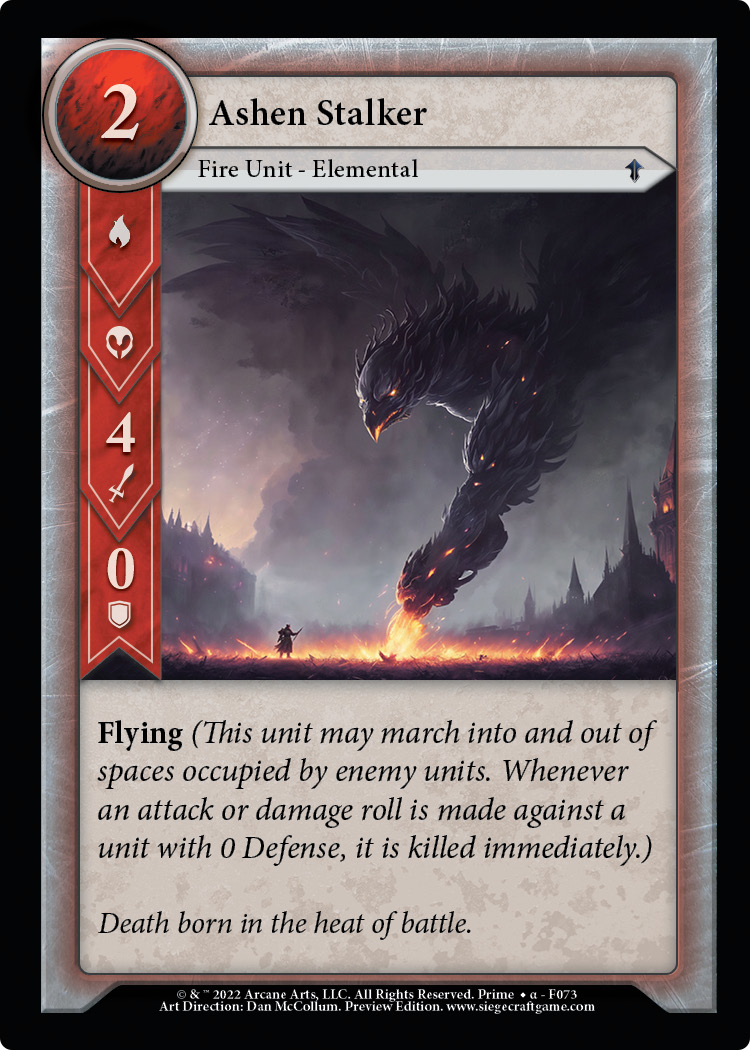 2
Ashen Stalker
Fire Unit - Elemental
4
0
Flying (This unit may march into and out of
spaces occupied by enemy units. Whenever
an attack or damage roll is made against a
unit with 0 Defense, it is killed immediately.)
Death born in the heat of battle.
© & ™ 2022 Arcane Arts, LLC. All Rights Reserved. Prime ⬥ α - F073
Art Direction: Dan McCollum. Preview Edition. www.siegecraftgame.com